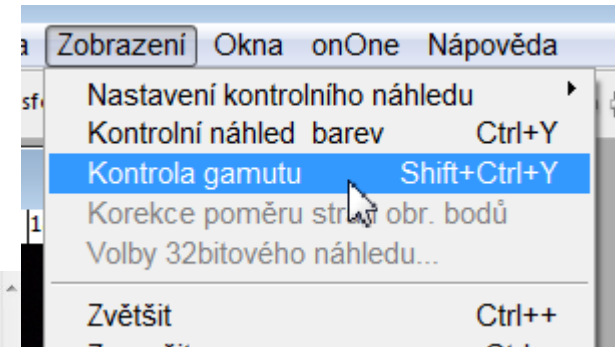 Zobrazení Okna onOne Nápověda
Nastavení kontrolního náhledu
Kontrolní náhled barev Ctrl+Y
Kontrola gamutu Shift+Ctrl+Y
Korekce poměru obr. bodů
Volby 32bitového náhledu...
Zvětšit Ctrl++